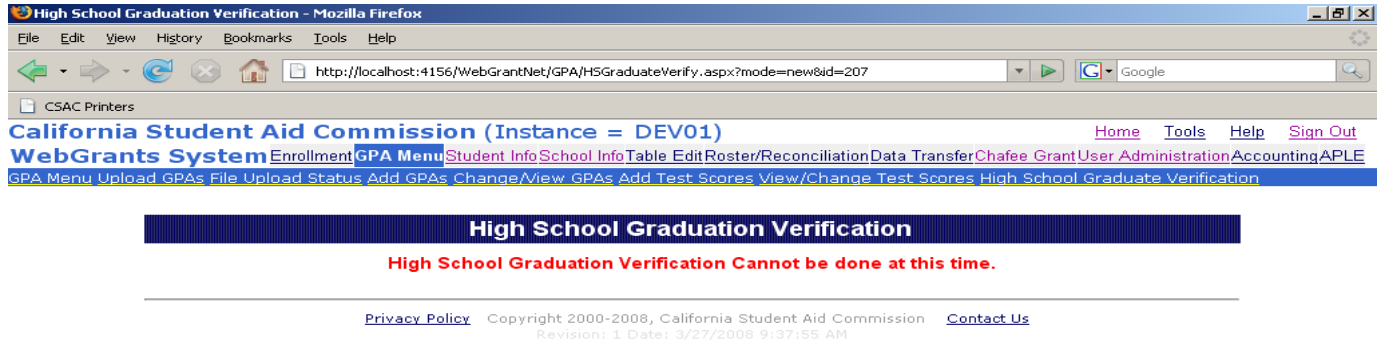 High School Graduation Verification - Mozilla Firefox
File Edit View History Bookmarks Tools Help
http://localhost:4156/WebGrantNet/GPA/HSGraduateVerify.aspx?mode=new&id=207 G Google
CSAC Printers
California Student Aid Commission (Instance = DEV01) Home Tools Help Sign Out
WebGrants System Enrollment GPA Menu Student Info School Info Table Edit Roster/Reconciliation Data Transfer Chafee Grant User Administration Accounting APLE
GPA Menu Upload GPAs File Upload Status Add GPAs Change/View GPAs Add Test Scores View/Change Test Scores High School Graduate Verification
High School Graduation Verification
High School Graduation Verification Cannot be done at this time.
Privacy Policy Copyright 2000-2008, California Student Aid Commission Contact Us
Revision: 1 Date: 3/27/2008 9:37:55 AM